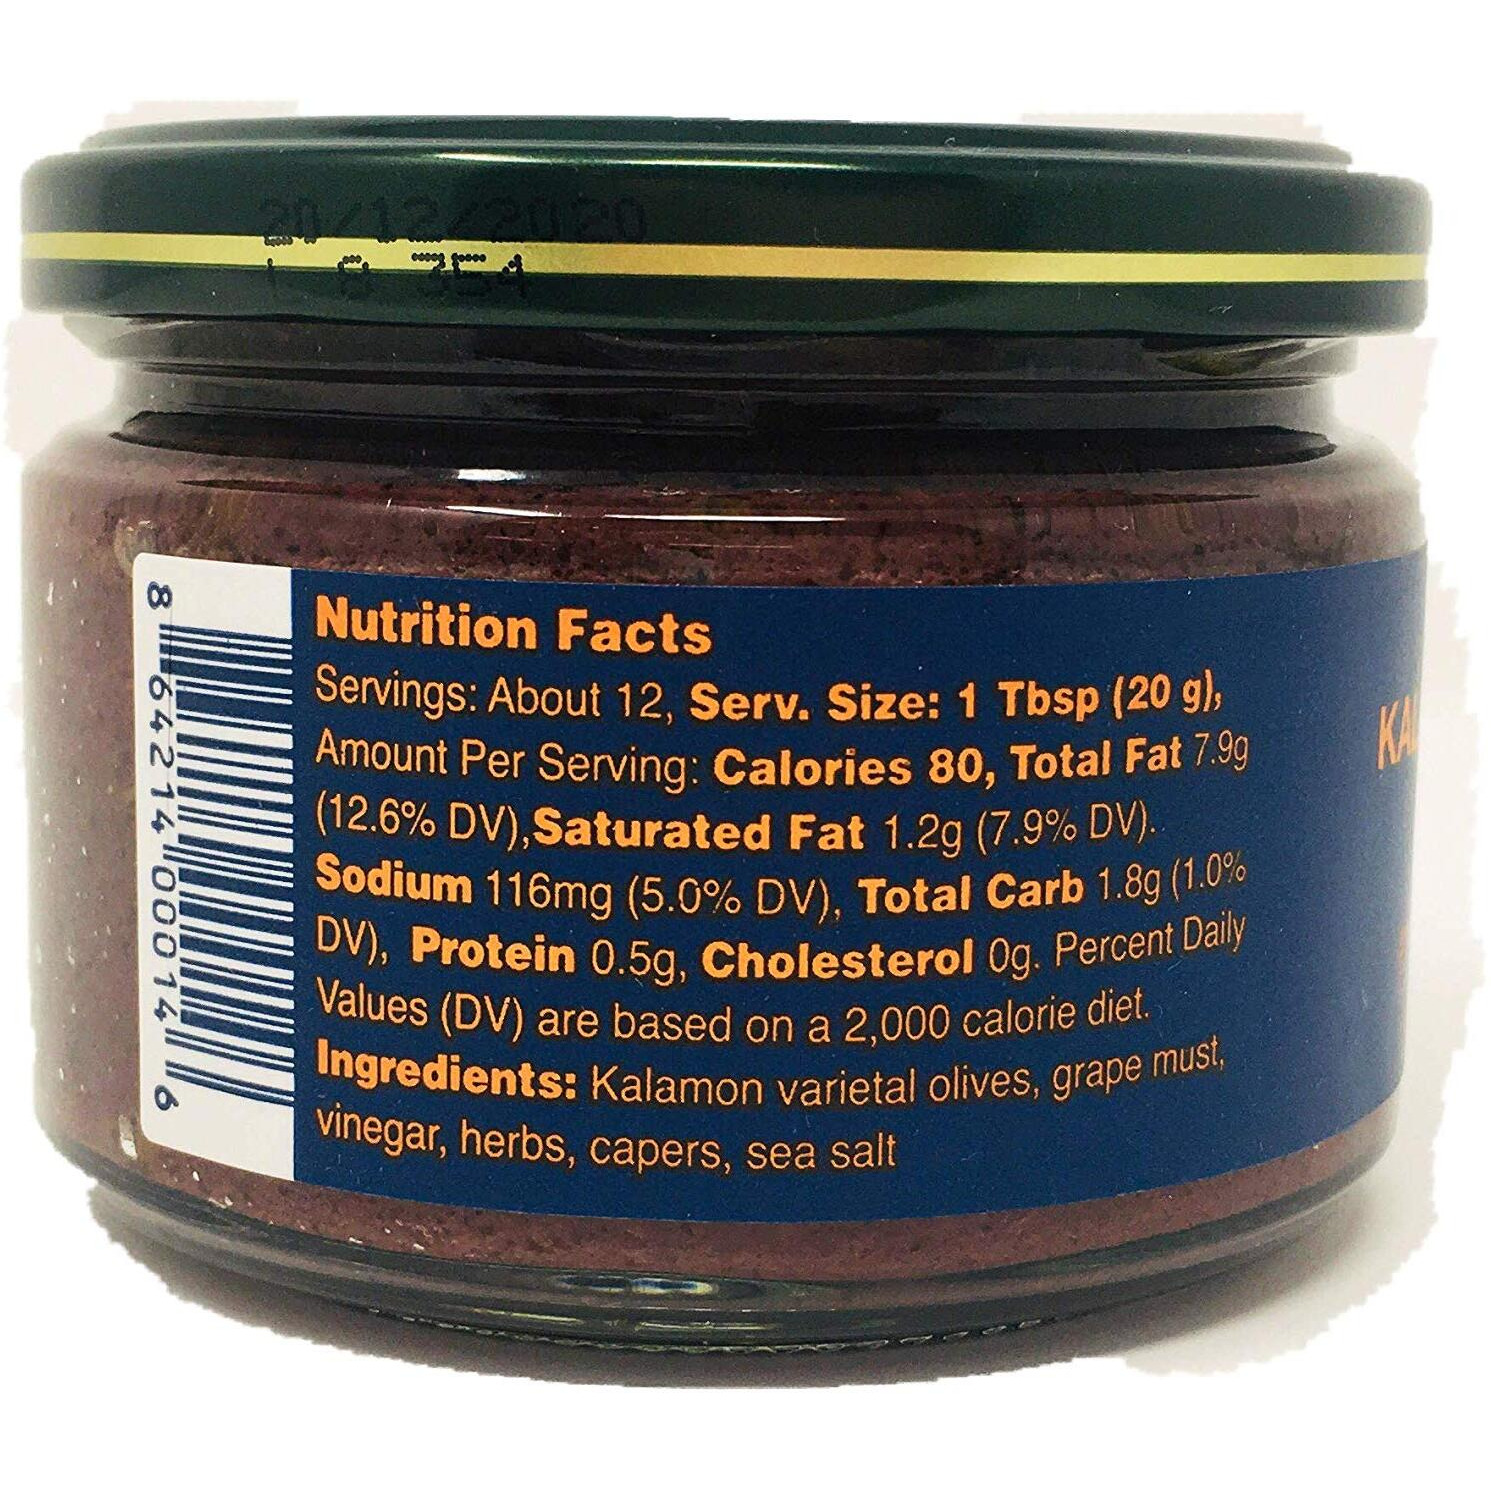 20/12/2020
L 8 354
Nutrition Facts
Servings: About 12, Serv. Size: 1 Tbsp (20 g),
Amount Per Serving: Calories 80, Total Fat 7.9g
(12.6% DV),Saturated Fat 1.2g (7.9% DV).
Sodium 116mg (5.0% DV), Total Carb 1.8g (1.0%
DV), Protein 0.5g, Cholesterol 0g. Percent Daily
Values (DV) are based on a 2,000 calorie diet.
Ingredients: Kalamon varietal olives, grape must,
vinegar, herbs, capers, sea salt
8 64214 00014 6